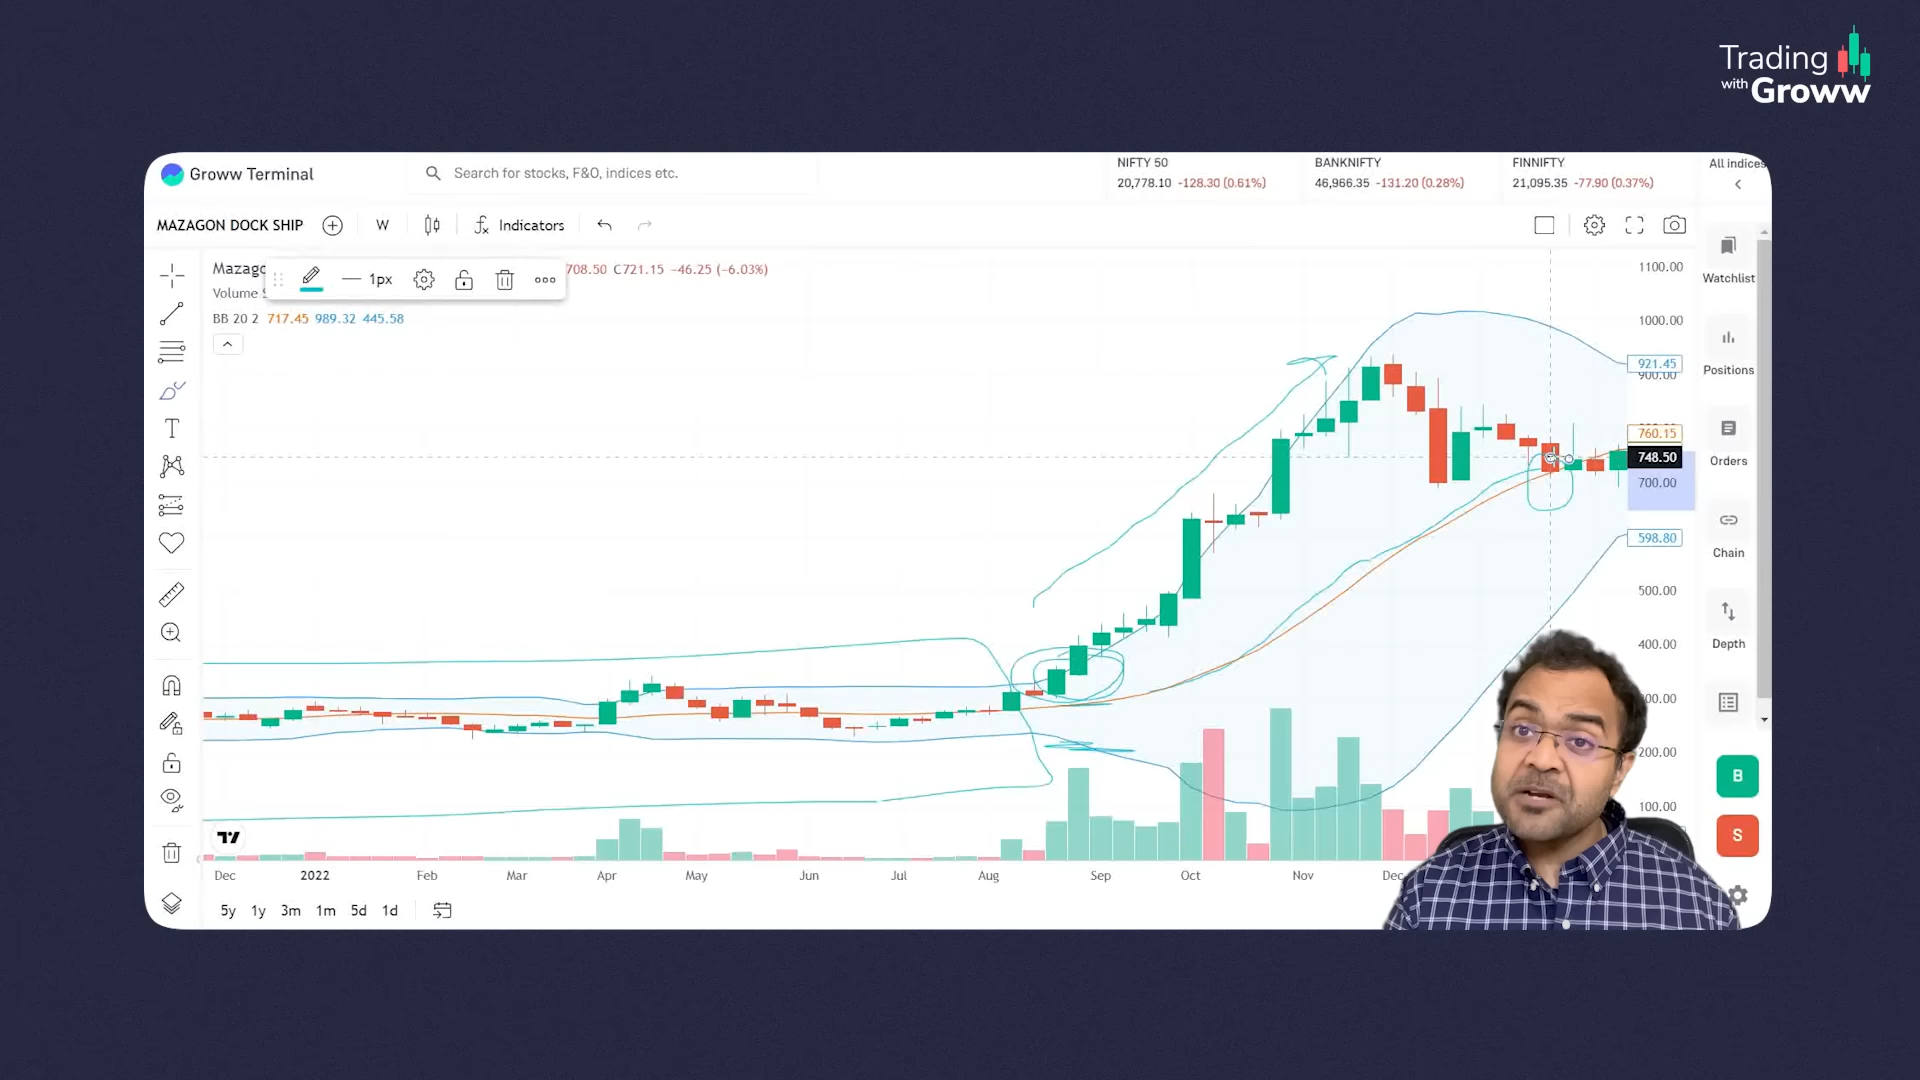 Trading
with Groww
Groww Terminal
Search for stocks, F&O, indices etc.
NIFTY 50
20,778.10 -128.30 (0.61%)
BANKNIFTY
46,966.35 -131.20 (0.28%)
FINNIFTY
21,095.35 -77.90 (0.37%)
All indices
MAZAGON DOCK SHIP
W
Indicators
Mazago
1px
708.50 C721.15 −46.25 (−6.03%)
Volume
BB 20 2 717.45 989.32 445.58
1100.00
1000.00
921.45
900.00
760.15
748.50
700.00
598.80
500.00
400.00
300.00
200.00
100.00
Watchlist
Positions
Orders
Chain
Depth
B
S
Dec
2022
Feb
Mar
Apr
May
Jun
Jul
Aug
Sep
Oct
Nov
Dec
5y
1y
3m
1m
5d
1d